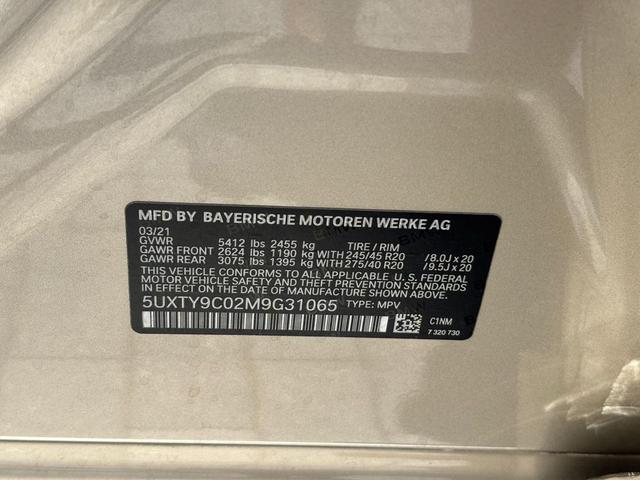 MFD BY BAYERISCHE MOTOREN WERKE AG
03/21
GVWR 5412 lbs 2455 kg TIRE / RIM
GAWR FRONT 2624 lbs 1190 kg WITH 245/45 R20 /8.0J x 20
GAWR REAR 3075 lbs 1395 kg WITH 275/40 R20 /9.5J x 20
THIS VEHICLE CONFORMS TO ALL APPLICABLE U. S. FEDERAL
MOTOR VEHICLE SAFETY AND THEFT PREVENTION STANDARDS
IN EFFECT ON THE DATE OF MANUFACTURE SHOWN ABOVE.
5UXTY9C02M9G31065 TYPE: MPV
C1NM
7 320 730